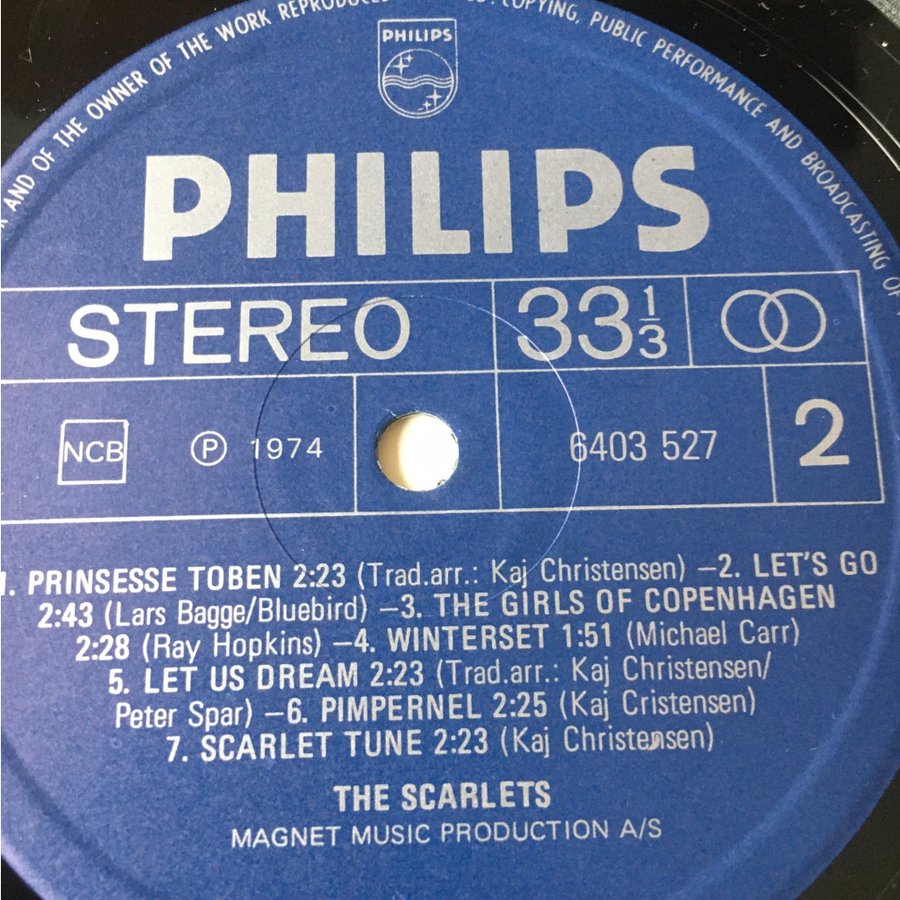 AND OF THE OWNER OF THE WORK REPRODUCED COPYING, PUBLIC PERFORMANCE AND BROADCASTING OF
PHILIPS
PHILIPS
STEREO 33 1/3
NCB ℗ 1974 6403 527 2
1. PRINSESSE TOBEN 2:23 (Trad.arr.: Kaj Christensen) –2. LET'S GO
2:43 (Lars Bagge/Bluebird) –3. THE GIRLS OF COPENHAGEN
2:28 (Ray Hopkins) –4. WINTERSET 1:51 (Michael Carr)
5. LET US DREAM 2:23 (Trad.arr.: Kaj Christensen/
Peter Spar) –6. PIMPERNEL 2:25 (Kaj Cristensen)
7. SCARLET TUNE 2:23 (Kaj Christensen)
THE SCARLETS
MAGNET MUSIC PRODUCTION A/S